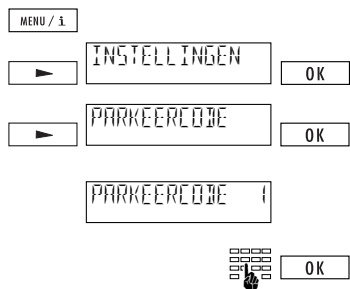 MENU / i
INSTELLINGEN
OK
PARKEERCODE
OK
PARKEERCODE 1
OK